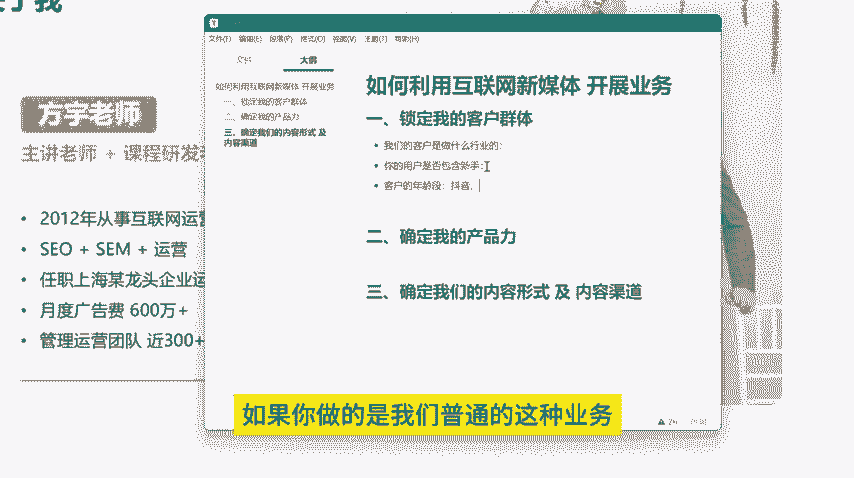 于我
文件(F) 编辑(E) 段落(P) 格式(O) 视图(V) 主题(T) 帮助(H)
文档 大纲
如何利用互联网新媒体 开展业务
一、锁定我的客户群体
二、确定我的产品力
三、确定我们的内容形式 及
内容渠道
如何利用互联网新媒体 开展业务
一、锁定我的客户群体
• 我们的客户是做什么行业的：
• 你的用户是否包含新手：
• 客户的年龄段：抖音，
二、确定我的产品力
三、确定我们的内容形式 及 内容渠道
方宇老师
主讲老师 + 课程研发
• 2012年从事互联网运营
• SEO + SEM + 运营
• 任职上海某龙头企业运
• 月度广告费 600万+
• 管理运营团队 近300+
如果你做的是我们普通的这种业务